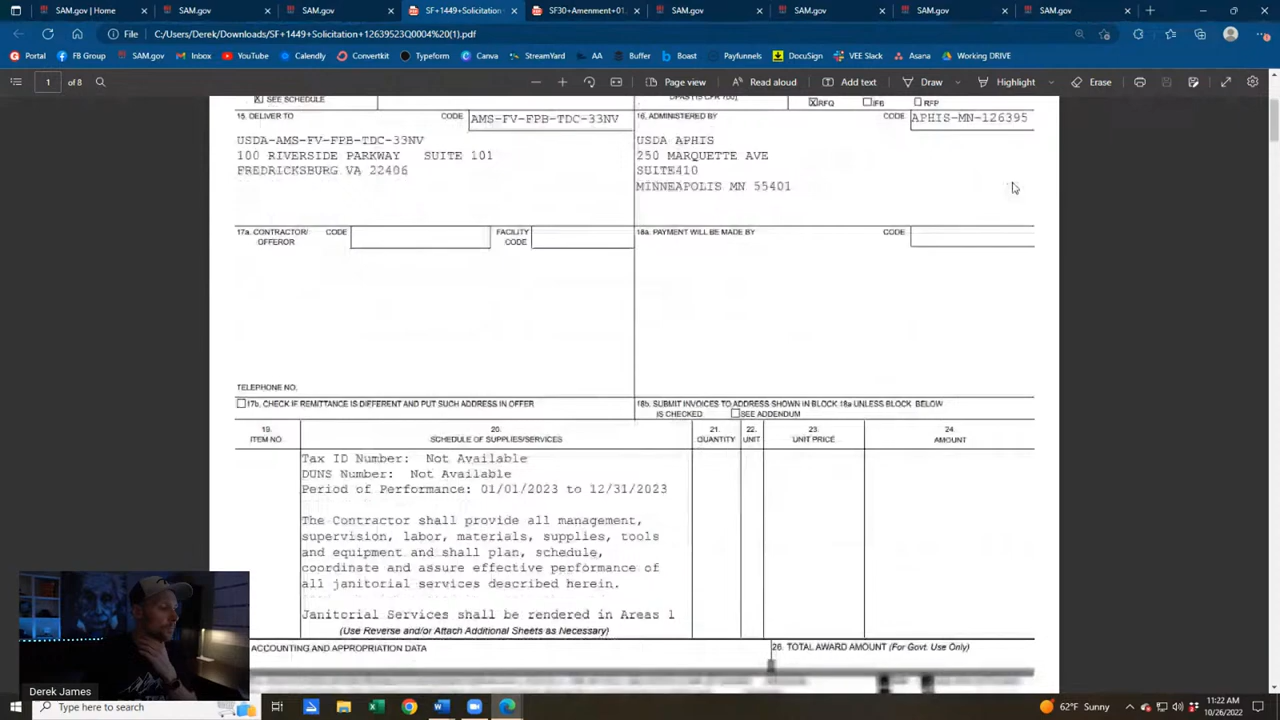 SAM.gov | Home
SAM.gov
SAM.gov
SF+1449+Solicitation
SF30+Amenment+01
SAM.gov
SAM.gov
SAM.gov
SAM.gov
File
C:/Users/Derek/Downloads/SF+1449+Solicitation+12639523Q0004 (1).pdf
Portal
FB Group
SAM.gov
Inbox
YouTube
Calendly
Convertkit
Typeform
Canva
StreamYard
AA
Buffer
Boast
Payfunnels
DocuSign
VEE Slack
Asana
Working DRIVE
1 of 8
Page view
Read aloud
Add text
Draw
Highlight
Erase
X SEE SCHEDULE
X RFQ IFB RFP
15. DELIVER TO CODE AMS-FV-FPB-TDC-33NV
16. ADMINISTERED BY CODE APHIS-MN-126395
USDA-AMS-FV-FPB-TDC-33NV
100 RIVERSIDE PARKWAY SUITE 101
FREDRICKSBURG VA 22406
USDA APHIS
250 MARQUETTE AVE
SUITE410
MINNEAPOLIS MN 55401
17a. CONTRACTOR/ OFFEROR CODE FACILITY CODE
18a. PAYMENT WILL BE MADE BY CODE
TELEPHONE NO.
17b. CHECK IF REMITTANCE IS DIFFERENT AND PUT SUCH ADDRESS IN OFFER
18b. SUBMIT INVOICES TO ADDRESS SHOWN IN BLOCK 18a UNLESS BLOCK BELOW
IS CHECKED SEE ADDENDUM
19. ITEM NO.
20. SCHEDULE OF SUPPLIES/SERVICES
21. QUANTITY
22. UNIT
23. UNIT PRICE
24. AMOUNT
Tax ID Number: Not Available
DUNS Number: Not Available
Period of Performance: 01/01/2023 to 12/31/2023
The Contractor shall provide all management,
supervision, labor, materials, supplies, tools
and equipment and shall plan, schedule,
coordinate and assure effective performance of
all janitorial services described herein.
Janitorial Services shall be rendered in Areas 1
(Use Reverse and/or Attach Additional Sheets as Necessary)
ACCOUNTING AND APPROPRIATION DATA
26. TOTAL AWARD AMOUNT (For Govt. Use Only)
Derek James
Type here to search
62°F Sunny
11:22 AM
10/26/2022